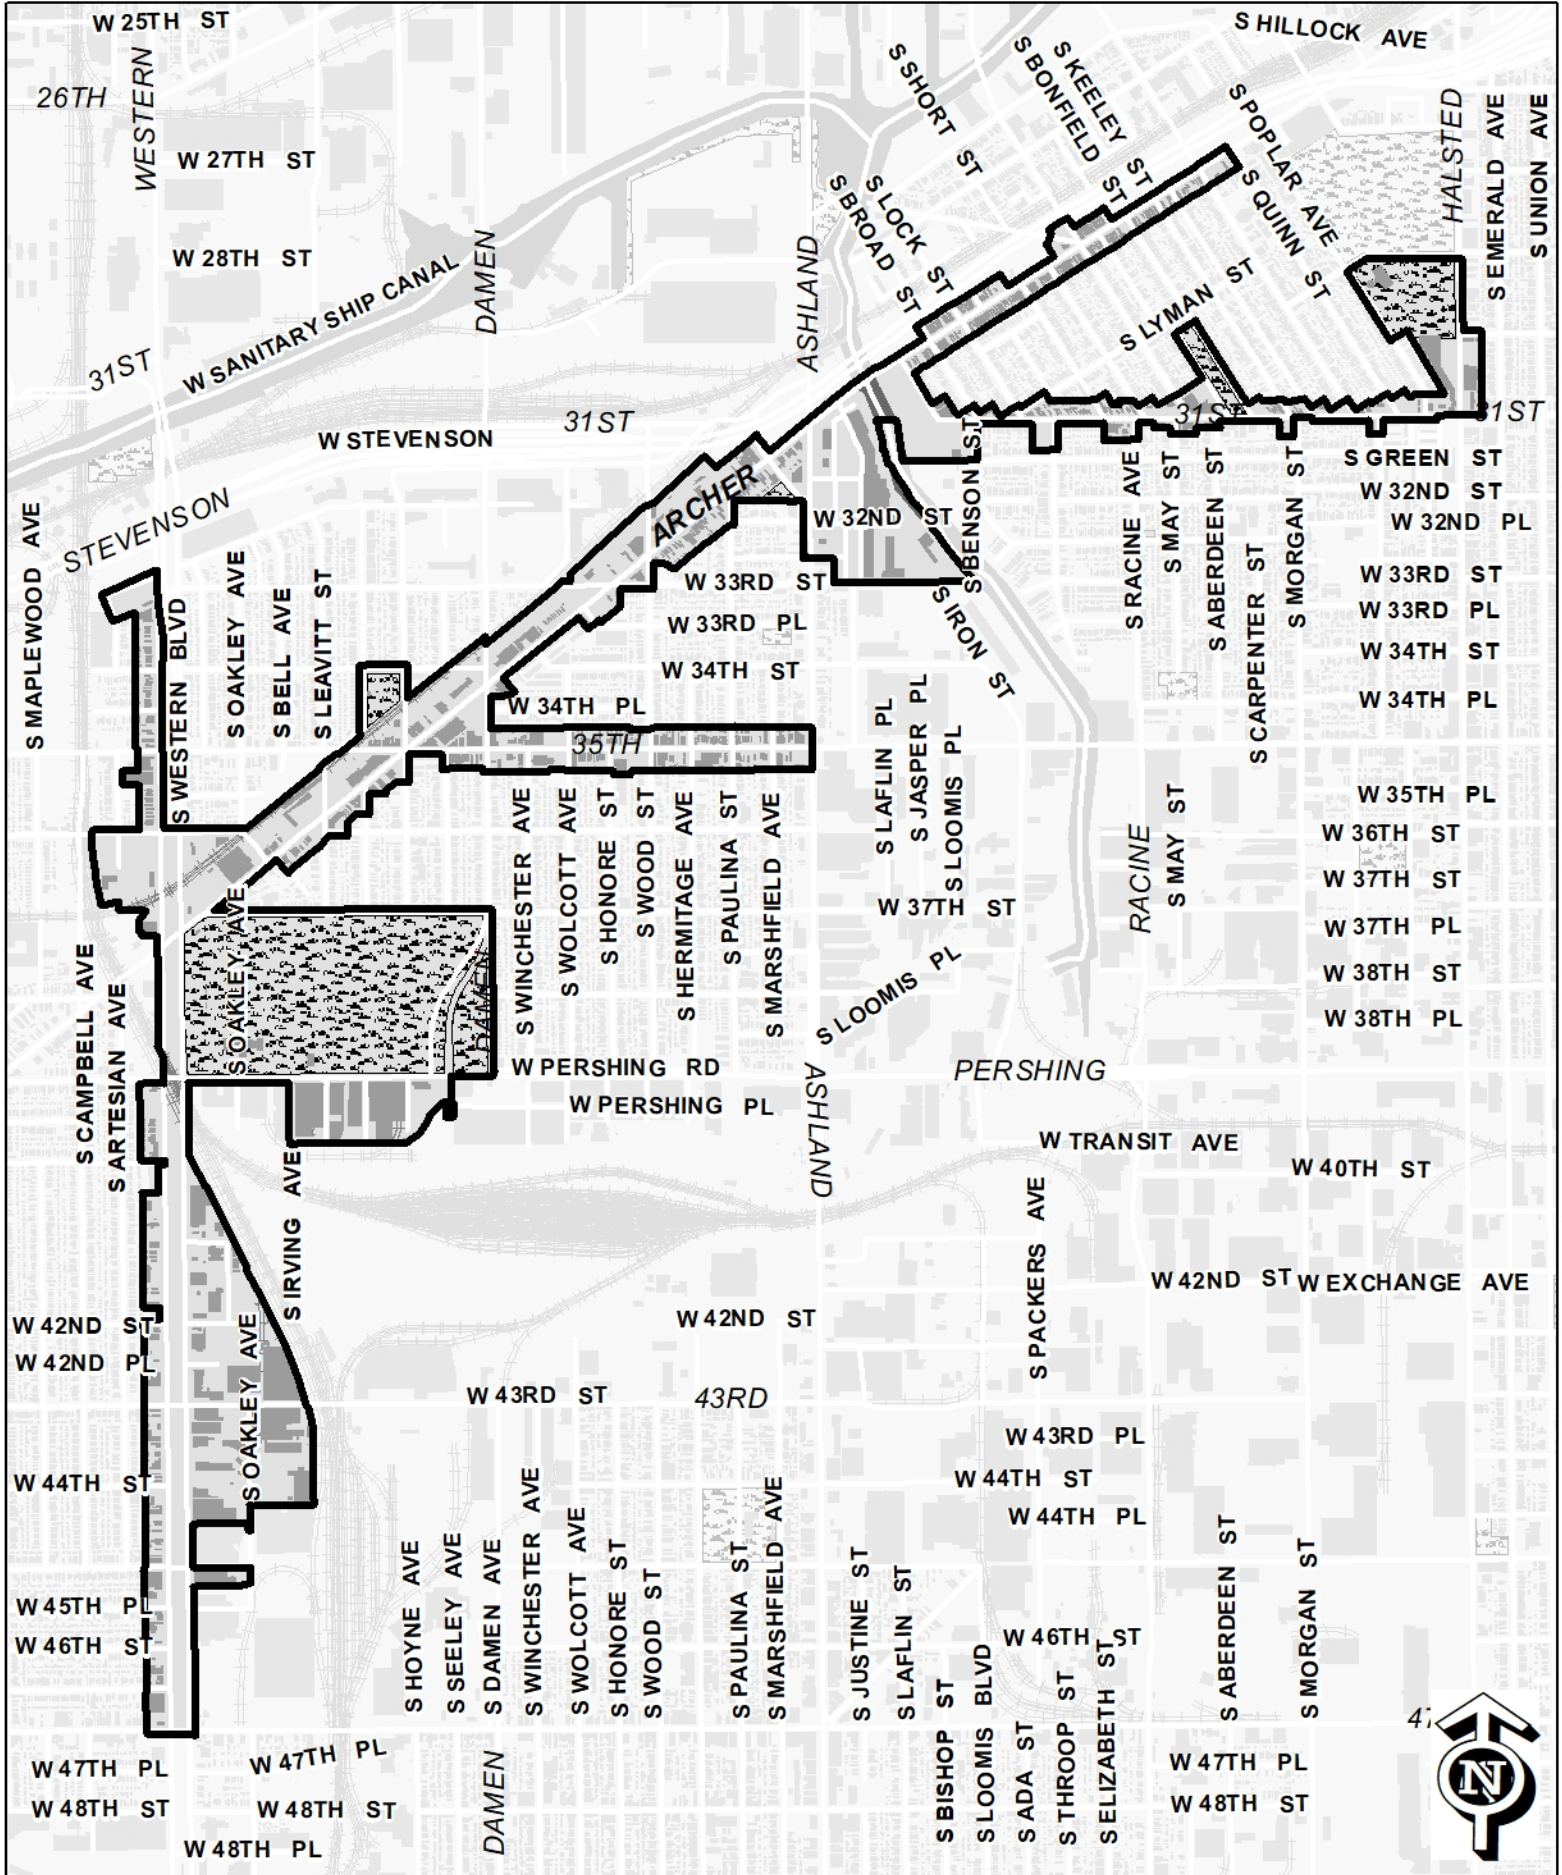 W 25TH ST
S HILLOCK AVE
26TH
WESTERN
S SHORT ST
S BONFIELD ST
S KEELEY ST
S POPLAR AVE
HALSTED
S EMERALD AVE
S UNION AVE
W 27TH ST
S BROAD ST
S LOCK ST
S QUINN ST
W 28TH ST
DAMEN
ASHLAND
W SANITARY SHIP CANAL
S LYMAN ST
31ST
31ST
31ST
31ST
W STEVENSON
S BENSON ST
S GREEN ST
ARCHER
S RACINE AVE
S MAY ST
S ABERDEEN ST
S MORGAN ST
W 32ND ST
W 32ND ST
W 32ND PL
STEVENSON
S MAPLEWOOD AVE
S WESTERN BLVD
S OAKLEY AVE
S BELL AVE
S LEAVITT ST
W 33RD ST
W 33RD ST
S IRON ST
S CARPENTER ST
W 33RD PL
W 33RD PL
W 34TH ST
W 34TH ST
W 34TH PL
W 34TH PL
35TH
S LAFLIN PL
S JASPER PL
S LOOMIS PL
W 35TH PL
S WINCHESTER AVE
S WOLCOTT AVE
S HONORE ST
S WOOD ST
S HERMITAGE AVE
S PAULINA ST
S MARSHFIELD AVE
RACINE
S MAY ST
W 36TH ST
W 37TH ST
W 37TH ST
W 37TH PL
S OAKLEY AVE
DAMEN
S CAMPBELL AVE
S ARTESIAN AVE
S LOOMIS PL
W 38TH ST
W 38TH PL
W PERSHING RD
PERSHING
ASHLAND
W PERSHING PL
W TRANSIT AVE
W 40TH ST
S IRVING AVE
S PACKERS AVE
W 42ND ST
W EXCHANGE AVE
W 42ND ST
W 42ND ST
W 42ND PL
S OAKLEY AVE
W 43RD ST
43RD
W 43RD PL
W 44TH ST
W 44TH ST
W 44TH PL
S HOYNE AVE
S SEELEY AVE
S DAMEN AVE
S WINCHESTER AVE
S WOLCOTT AVE
S HONORE ST
S WOOD ST
S PAULINA ST
S MARSHFIELD AVE
S JUSTINE ST
S LAFLIN ST
S ABERDEEN ST
S MORGAN ST
W 45TH PL
W 46TH ST
W 46TH ST
S BISHOP ST
S LOOMIS BLVD
S ADA ST
S THROOP ST
S ELIZABETH ST
47
W 47TH PL
W 47TH PL
W 47TH PL
DAMEN
N
W 48TH ST
W 48TH ST
W 48TH ST
W 48TH PL